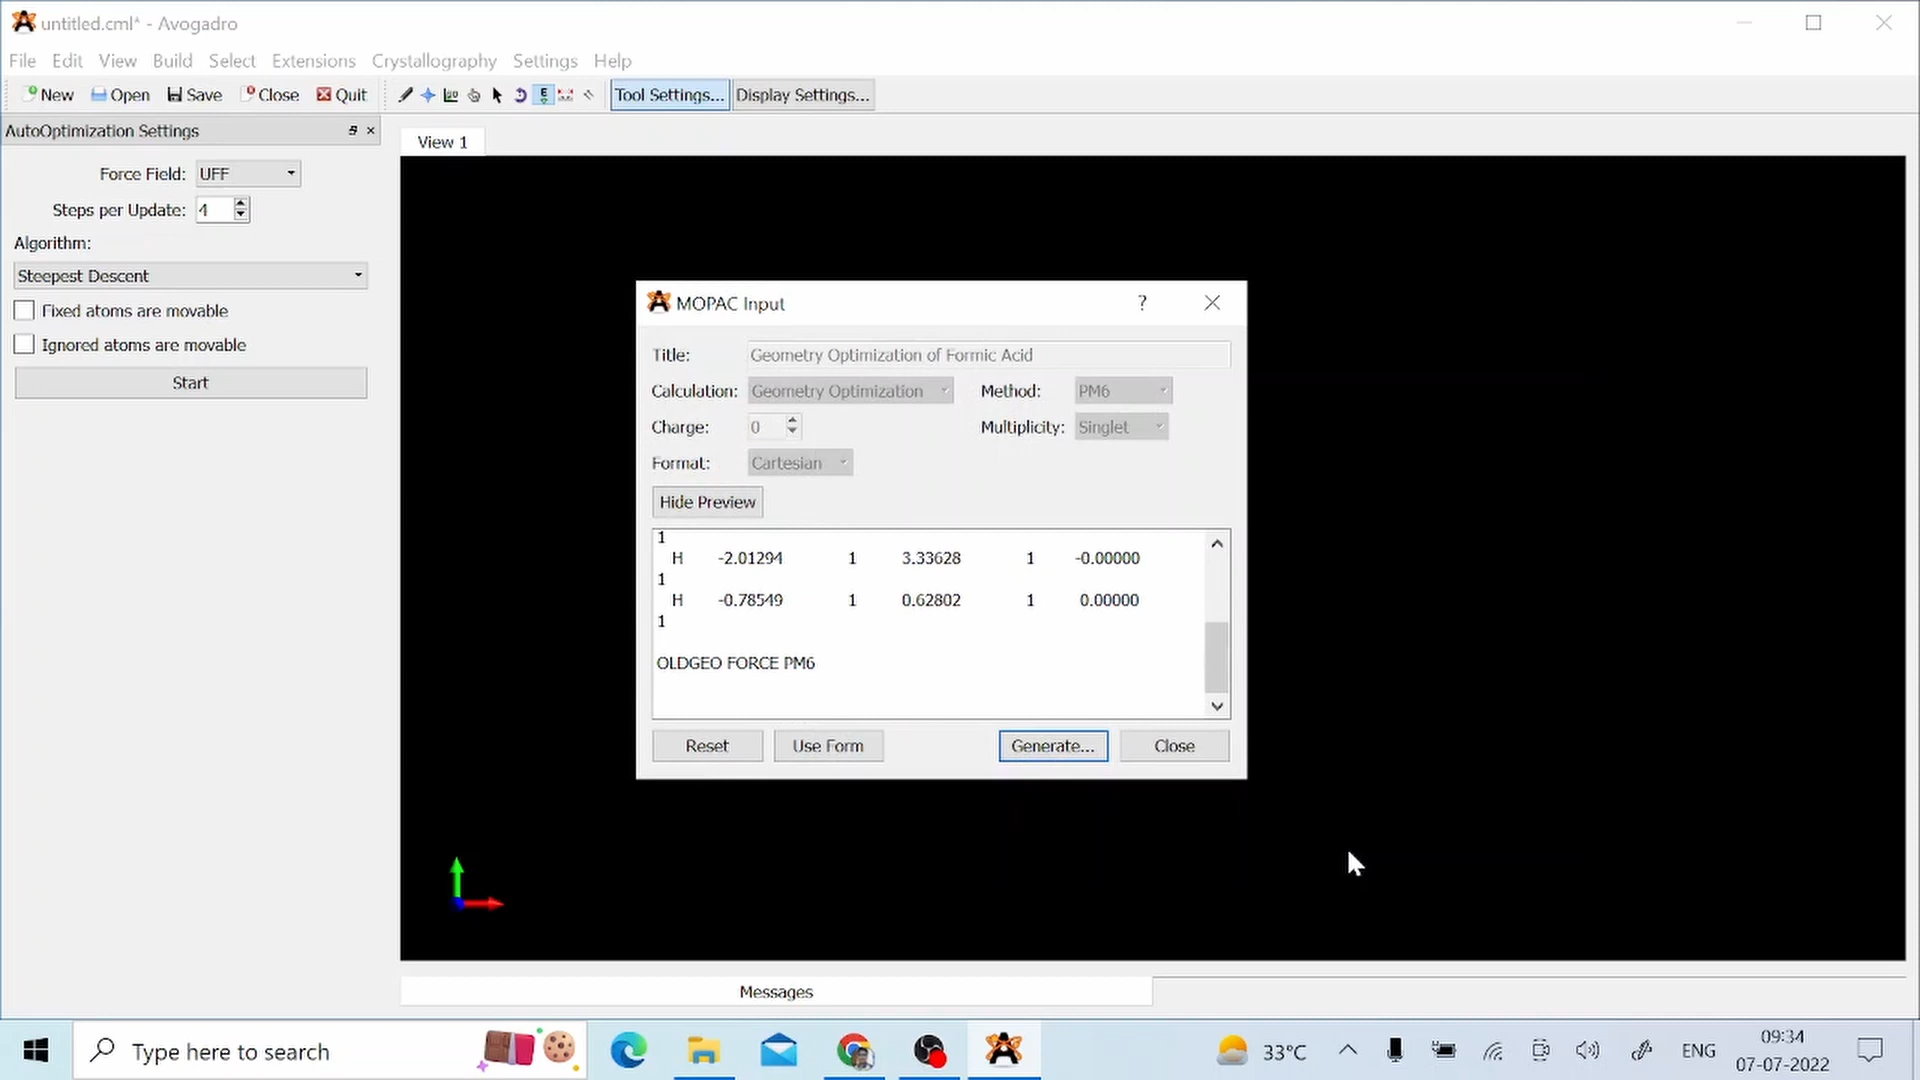 untitled.cml* - Avogadro
File Edit View Build Select Extensions Crystallography Settings Help
New Open Save Close Quit E Tool Settings... Display Settings...
AutoOptimization Settings
View 1
Force Field: UFF
Steps per Update: 4
Algorithm:
Steepest Descent
Fixed atoms are movable
Ignored atoms are movable
Start
MOPAC Input ?
Title: Geometry Optimization of Formic Acid
Calculation: Geometry Optimization Method: PM6
Charge: 0 Multiplicity: Singlet
Format: Cartesian
Hide Preview
1
H -2.01294 1 3.33628 1 -0.00000
1
H -0.78549 1 0.62802 1 0.00000
1
OLDGEO FORCE PM6
Reset Use Form Generate... Close
Messages
Type here to search
33°C
ENG
09:34
07-07-2022